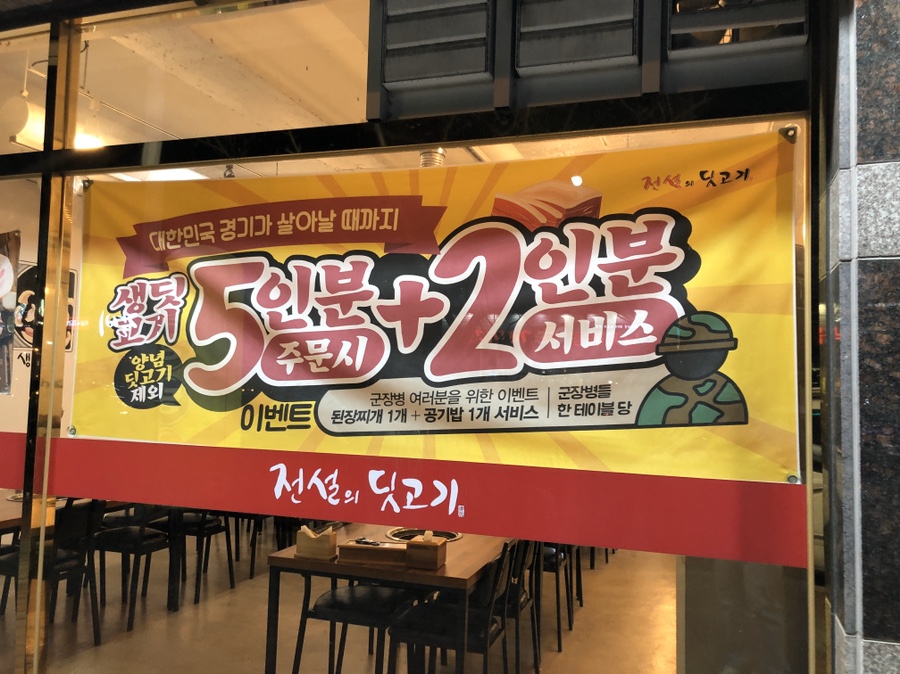 전설의 뒷고기
대한민국 경기가 살아날 때까지
생뒷
고기
5인분
주문시
+
2인분
서비스
양념
뒷고기
제외
이벤트
군장병 여러분을 위한 이벤트
된장찌개 1개 + 공기밥 1개 서비스
군장병들
한 테이블 당
전설의 뒷고기
생